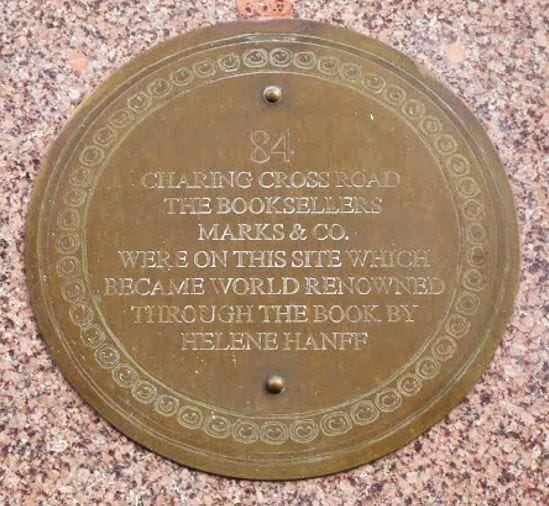 84
CHARING CROSS ROAD
THE BOOKSELLERS
MARKS & CO.
WERE ON THIS SITE WHICH
BECAME WORLD RENOWNED
THROUGH THE BOOK BY
HELENE HANFF